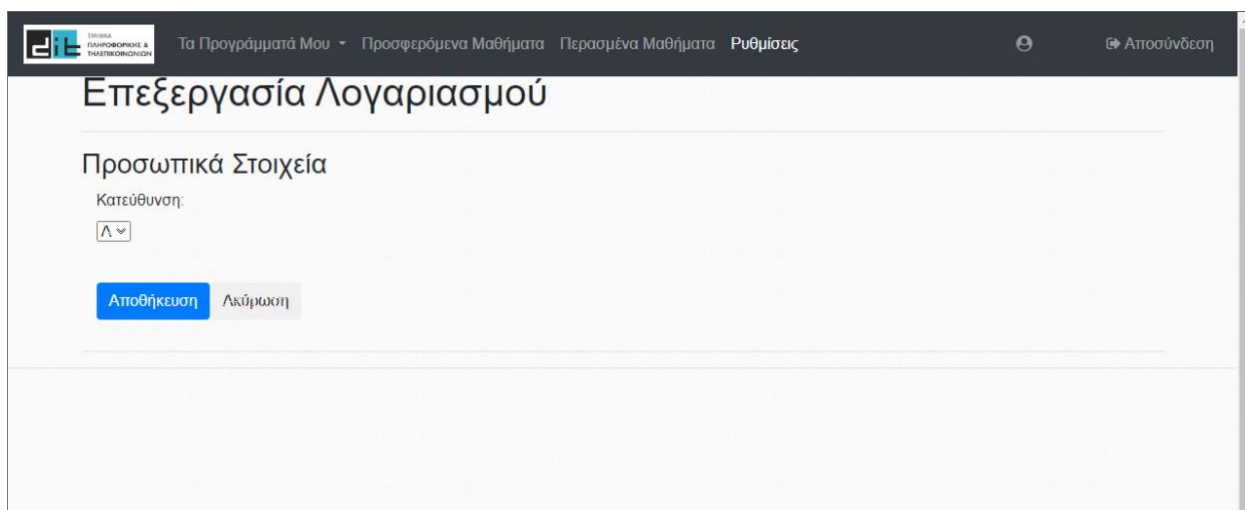 dit
ΤΜΗΜΑ
ΠΛΗΡΟΦΟΡΙΚΗΣ &
ΤΗΛΕΠΙΚΟΙΝΩΝΙΩΝ
Τα Προγράμματά Μου Προσφερόμενα Μαθήματα Περασμένα Μαθήματα Ρυθμίσεις Αποσύνδεση
Επεξεργασία Λογαριασμού
Προσωπικά Στοιχεία
Κατεύθυνση:
Α
Αποθήκευση Ακύρωση